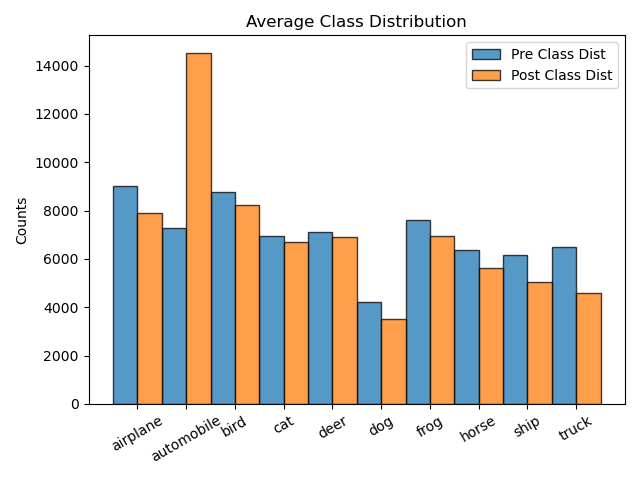 Average Class Distribution
Pre Class Dist
Post Class Dist
Counts
14000
12000
10000
8000
6000
4000
2000
0
airplane
automobile
bird
cat
deer
dog
frog
horse
ship
truck